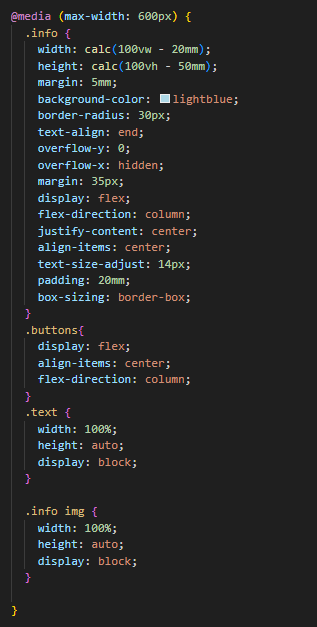 @media (max-width: 600px) {
.info {
width: calc(100vw - 20mm);
height: calc(100vh - 50mm);
margin: 5mm;
background-color: lightblue;
border-radius: 30px;
text-align: end;
overflow-y: 0;
overflow-x: hidden;
margin: 35px;
display: flex;
flex-direction: column;
justify-content: center;
align-items: center;
text-size-adjust: 14px;
padding: 20mm;
box-sizing: border-box;
}
.buttons{
display: flex;
align-items: center;
flex-direction: column;
}
.text {
width: 100%;
height: auto;
display: block;
}
.info img {
width: 100%;
height: auto;
display: block;
}
}